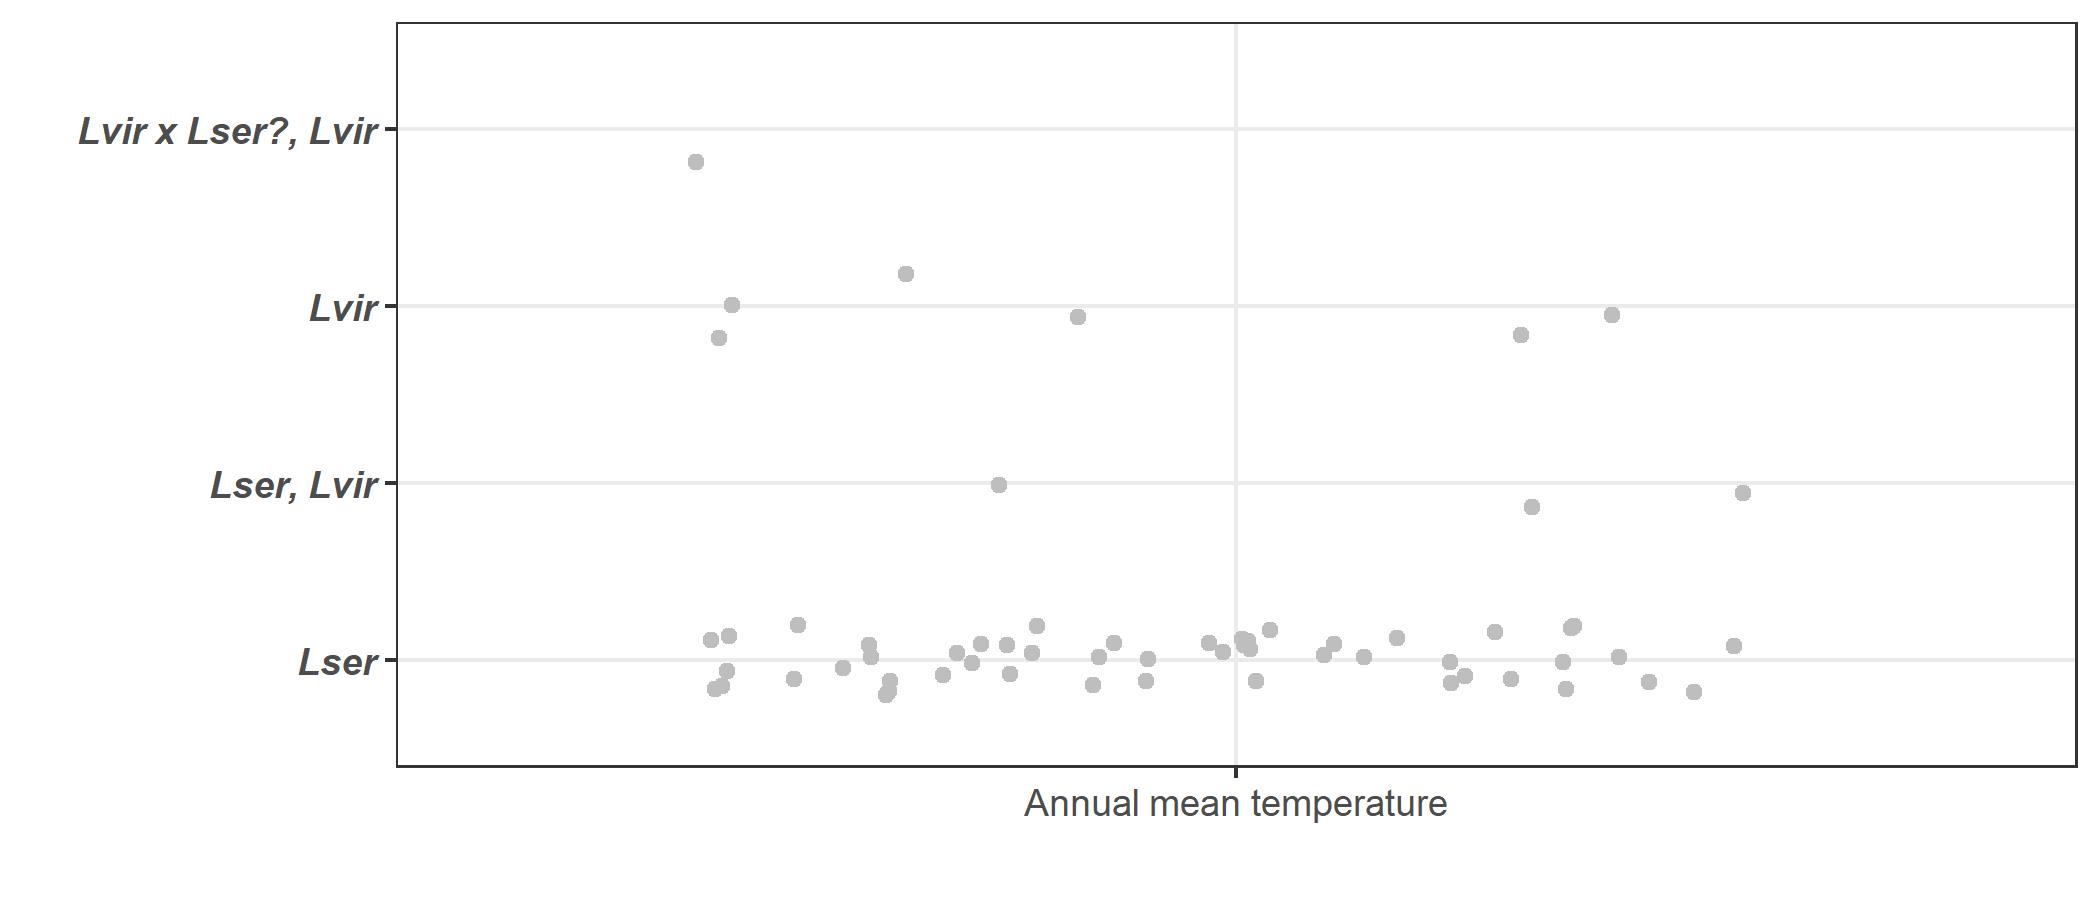 Lvir x Lser?, Lvir
Lvir
Lser, Lvir
Lser
Annual mean temperature